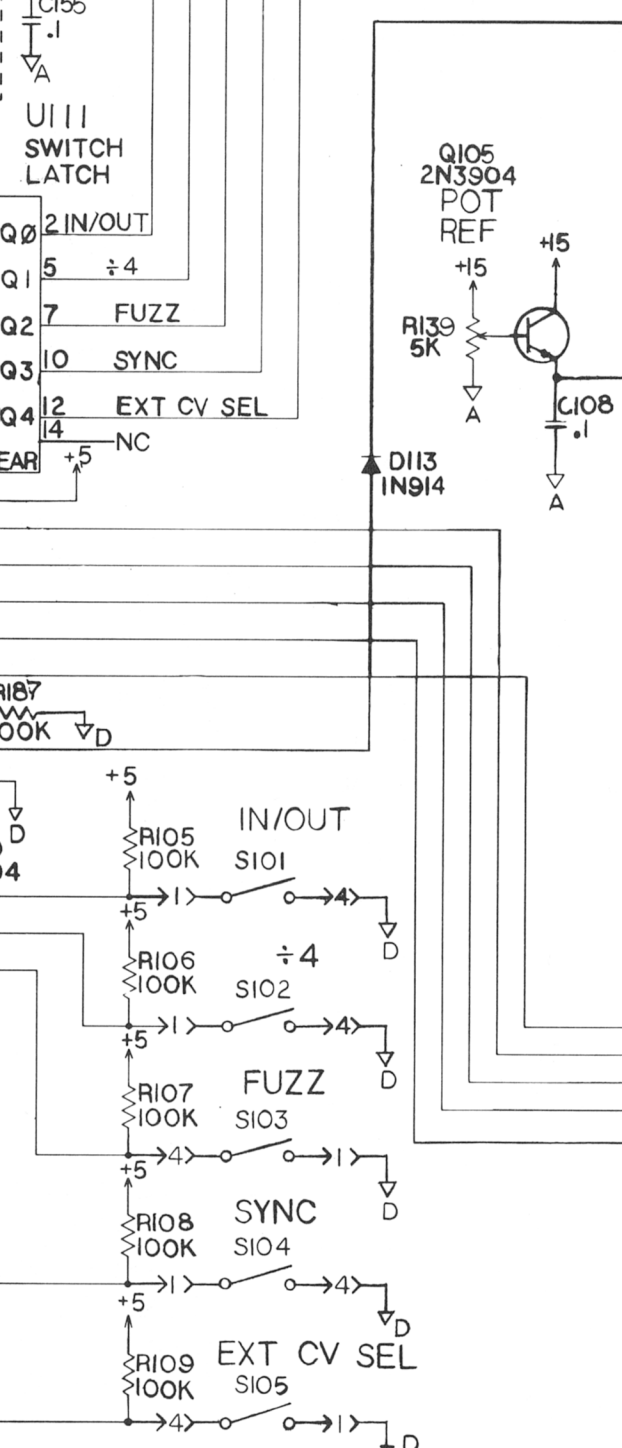 C155
.1
A
U111
SWITCH
LATCH
Q0 2 IN/OUT
Q1 5 ÷4
Q2 7 FUZZ
Q3 10 SYNC
Q4 12 EXT CV SEL
14 NC
EAR +5
Q105
2N3904
POT
REF
+15
+15
R139
5K
A
C108
.1
A
D113
1N914
R187
00K
D
D
04
+5
IN/OUT
R105
100K
S101
1 4
D
+5
÷4
R106
100K
S102
1 4
D
+5
FUZZ
R107
100K
S103
4 1
D
+5
SYNC
R108
100K
S104
1 4
D
+5
EXT CV SEL
R109
100K
S105
4 1
D